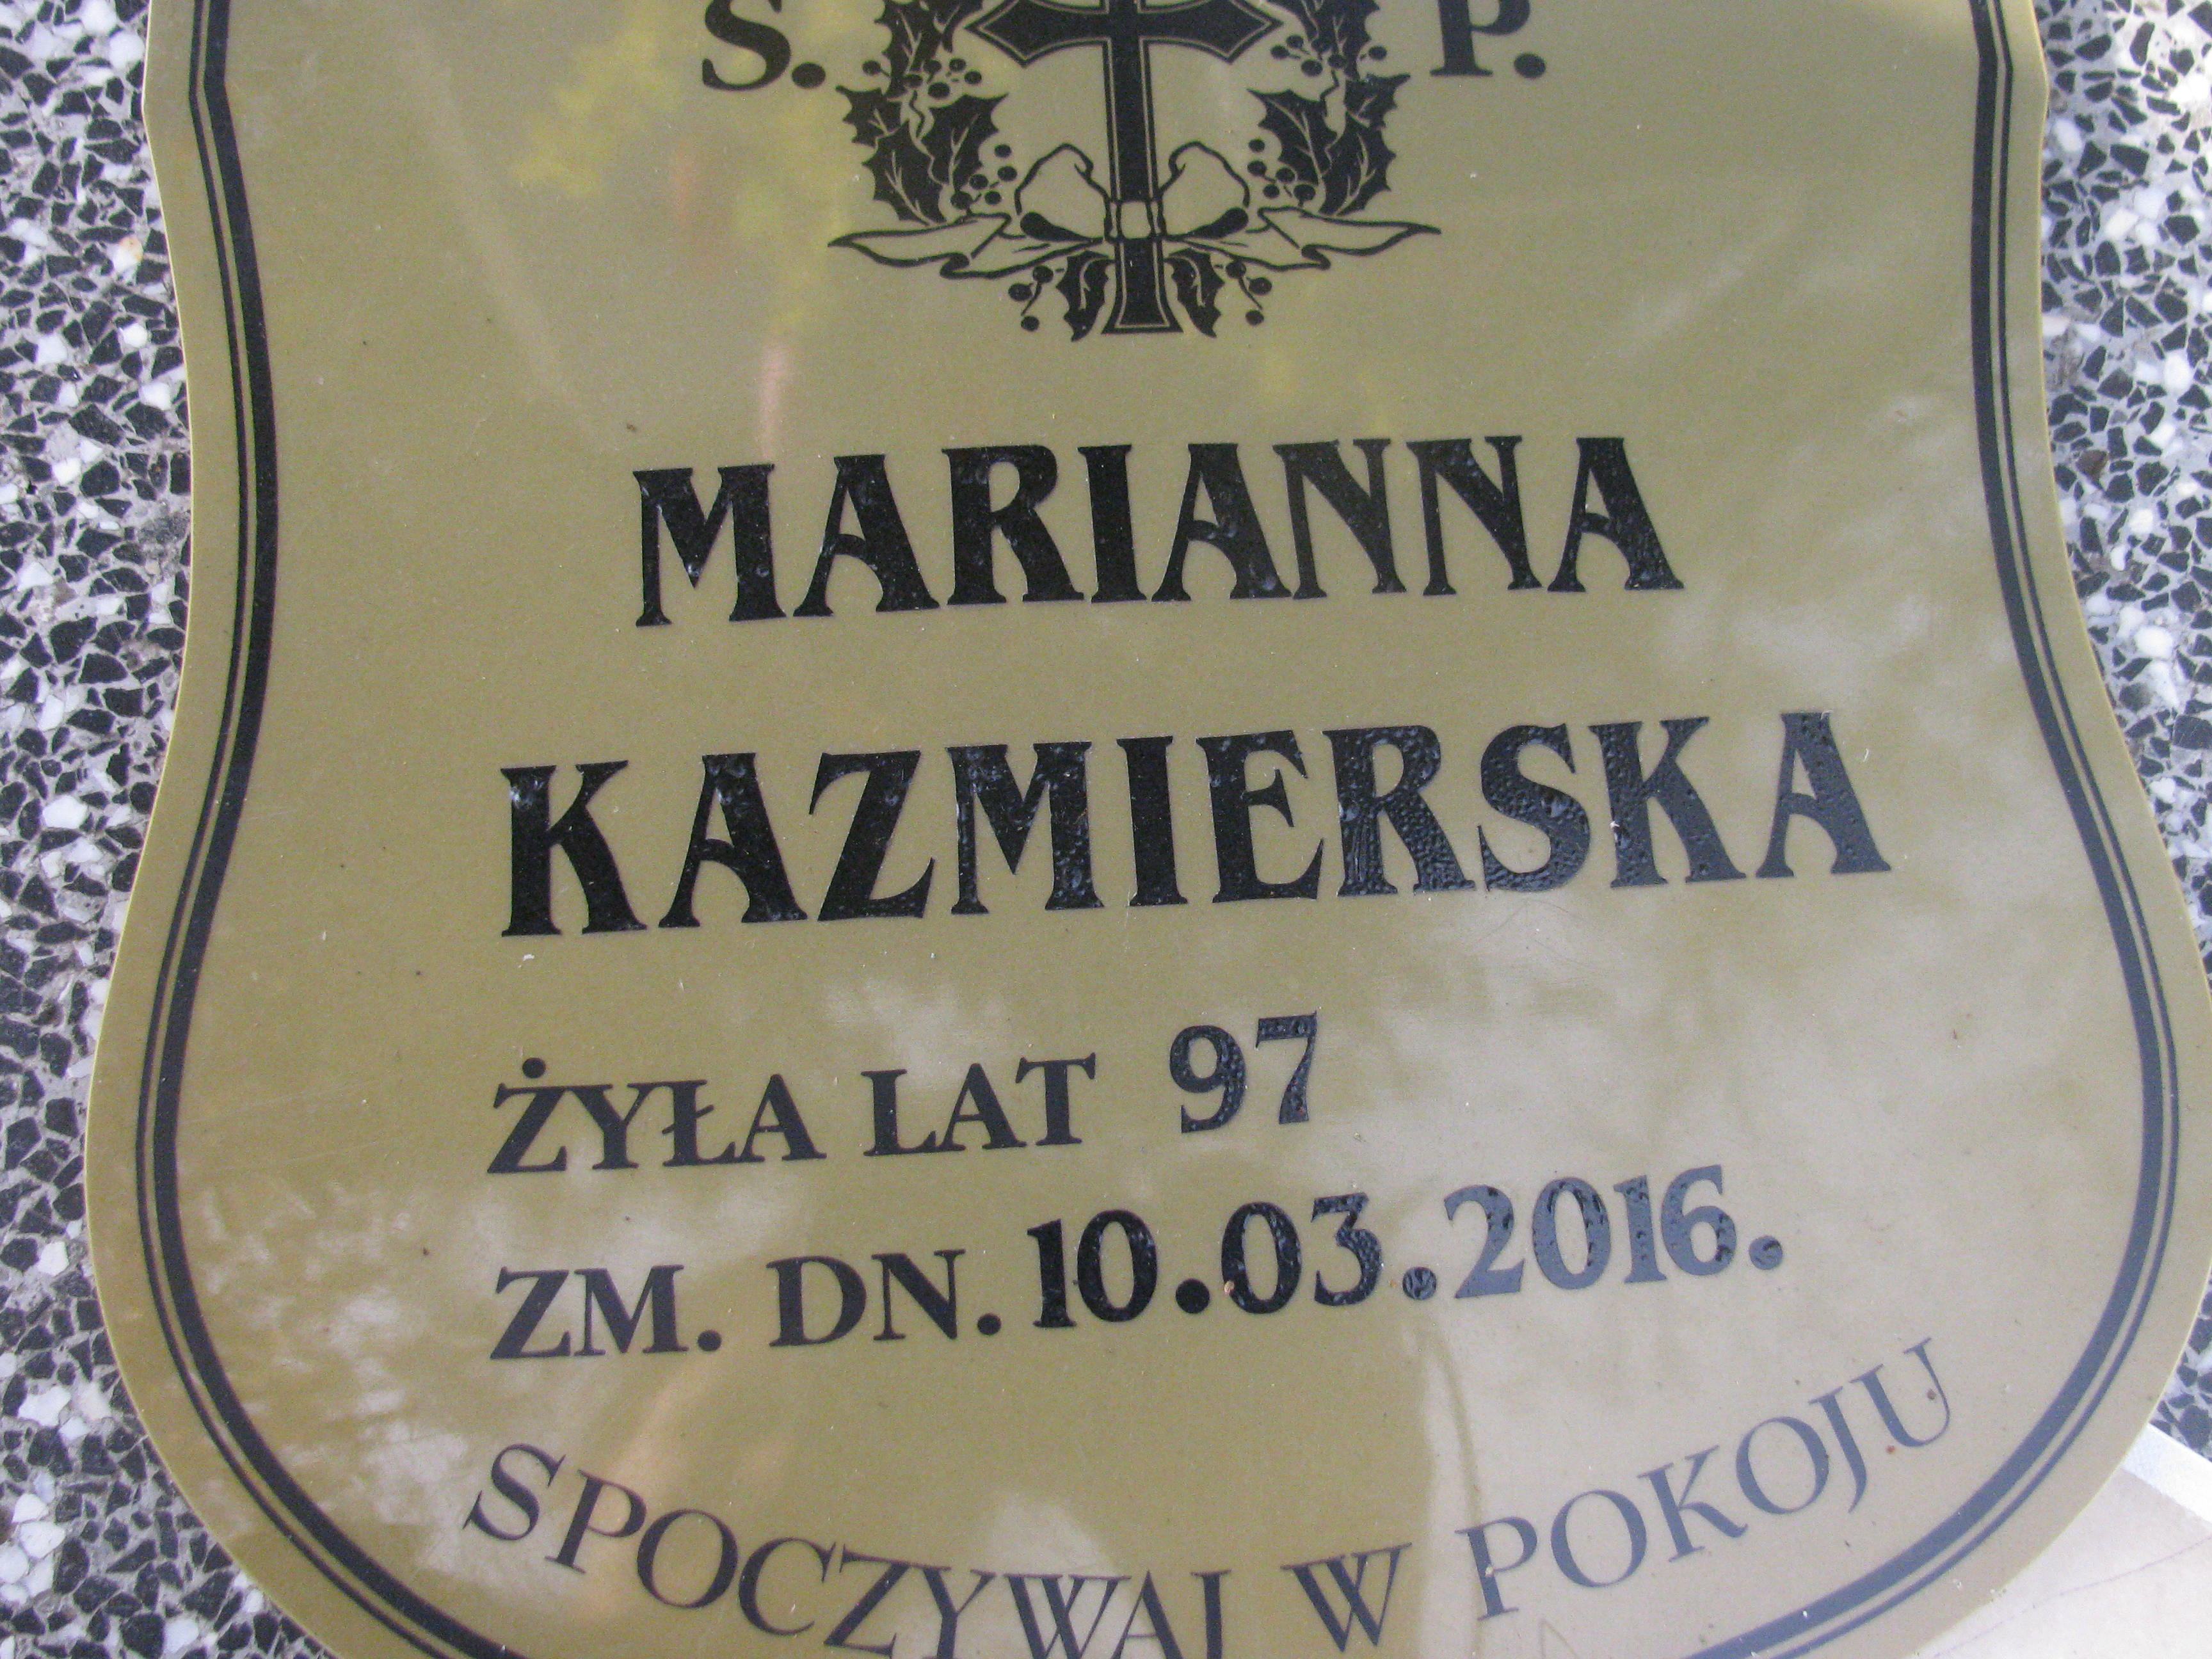 S. P.
MARIANNA
KAZMIERSKA
ŻYŁA LAT 97
ZM. DN. 10.03.2016.
SPOCZYWAJ W POKOJU